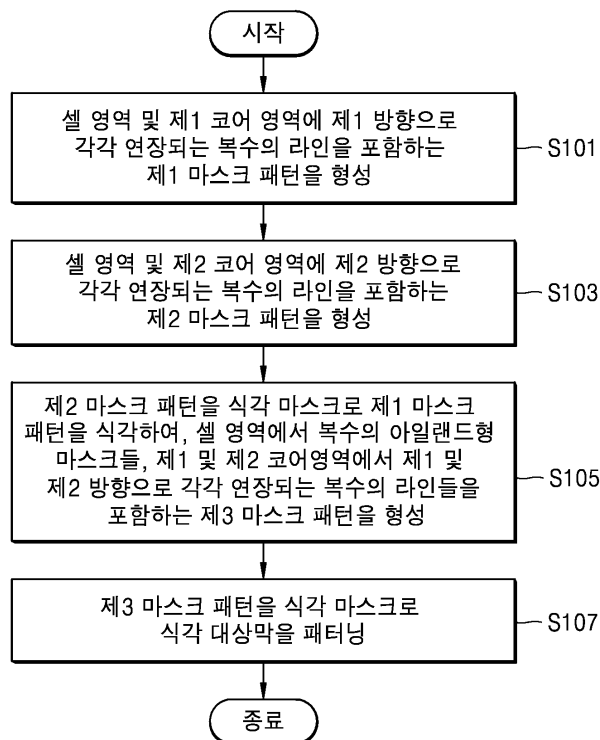 시작
셀 영역 및 제1 코어 영역에 제1 방향으로
각각 연장되는 복수의 라인을 포함하는
제1 마스크 패턴을 형성
S101
셀 영역 및 제2 코어 영역에 제2 방향으로
각각 연장되는 복수의 라인을 포함하는
제2 마스크 패턴을 형성
S103
제2 마스크 패턴을 식각 마스크로 제1 마스크
패턴을 식각하여, 셀 영역에서 복수의 아일랜드형
마스크들, 제1 및 제2 코어영역에서 제1 및
제2 방향으로 각각 연장되는 복수의 라인들을
포함하는 제3 마스크 패턴을 형성
S105
제3 마스크 패턴을 식각 마스크로
식각 대상막을 패터닝
S107
종료